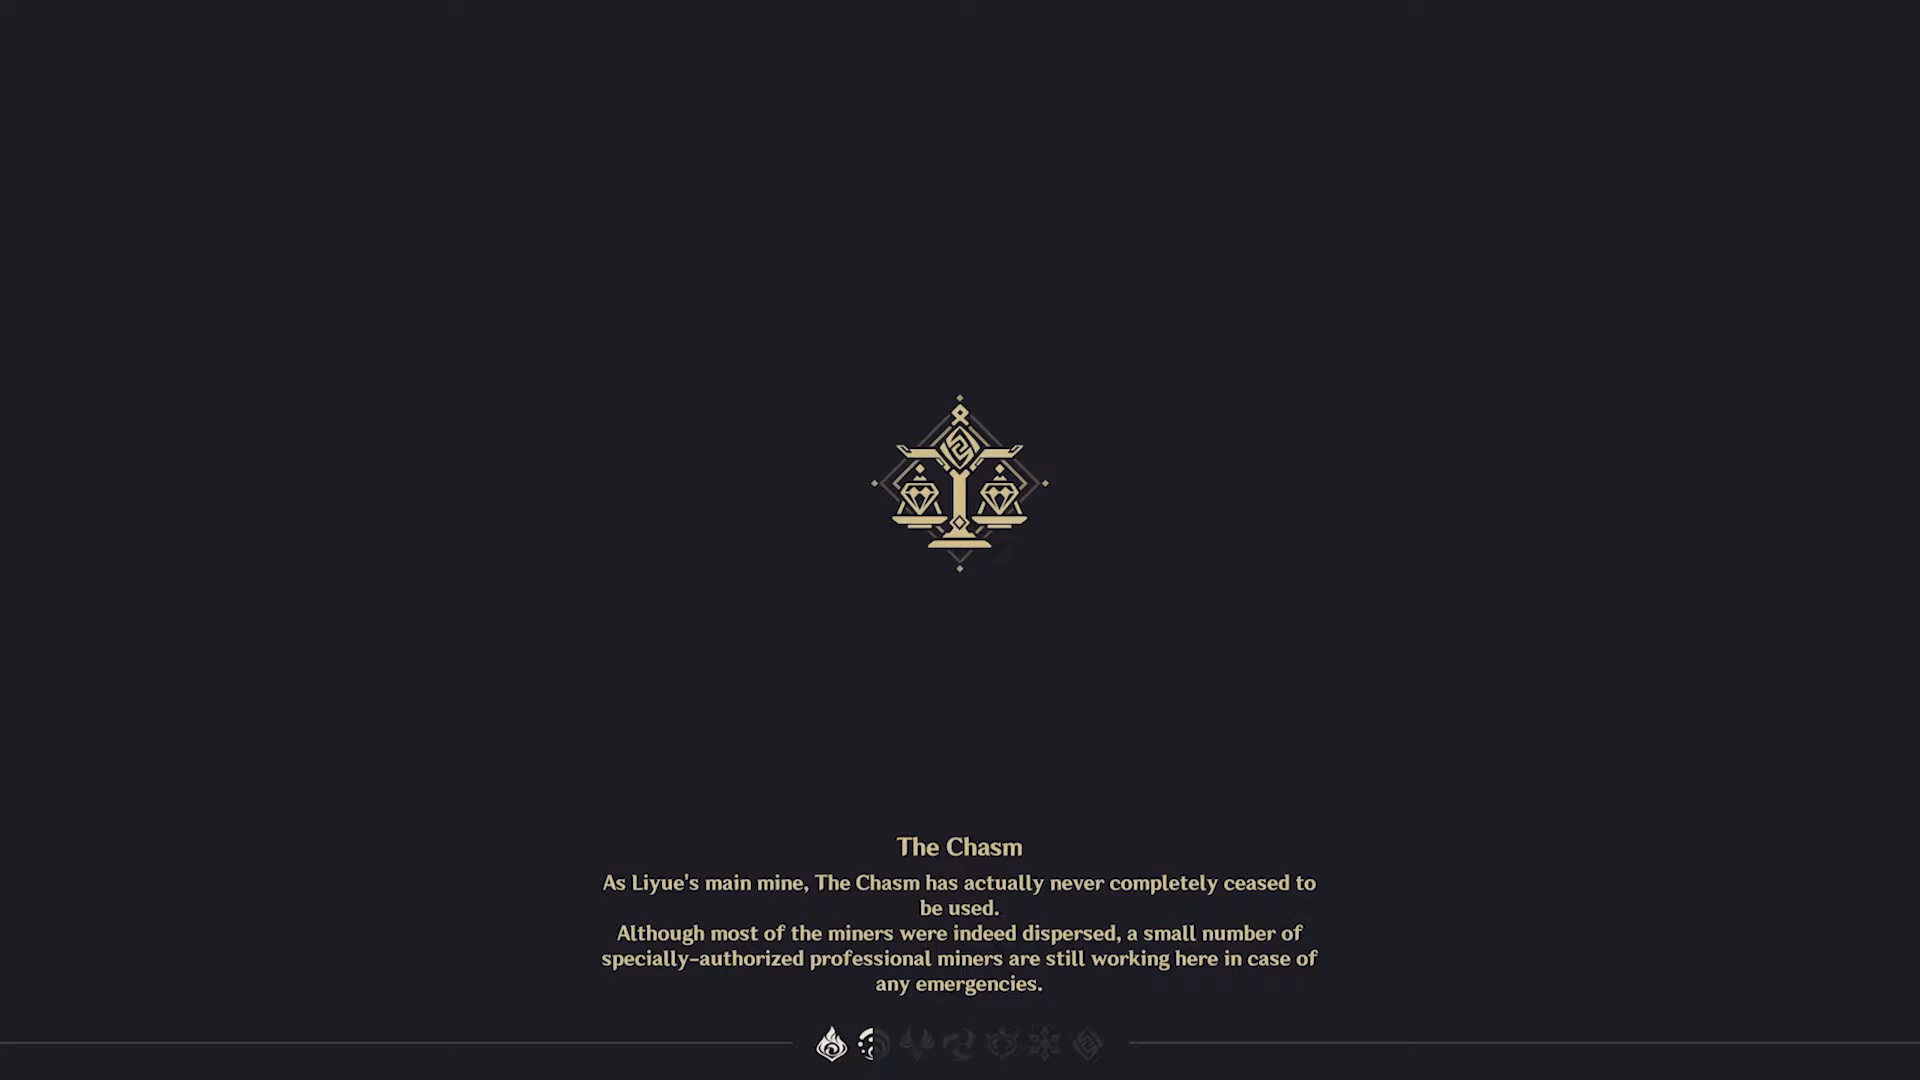 The Chasm
As Liyue's main mine, The Chasm has actually never completely ceased to
be used.
Although most of the miners were indeed dispersed, a small number of
specially-authorized professional miners are still working here in case of
any emergencies.